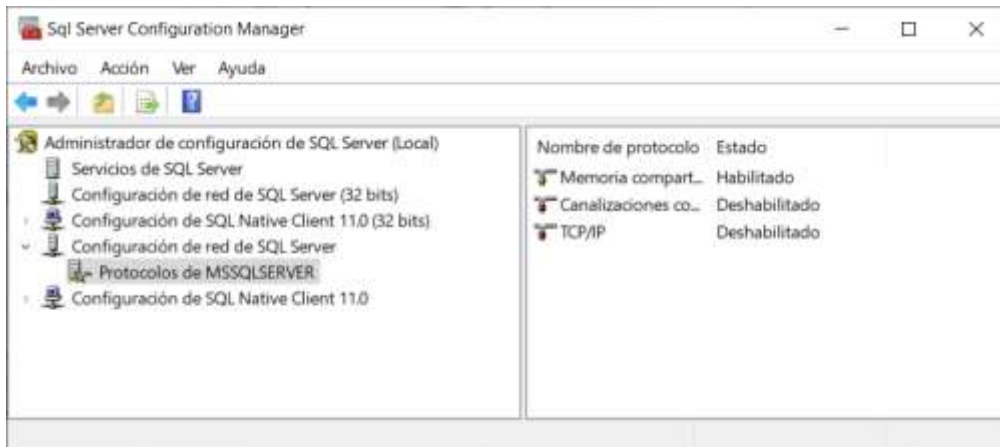 Sql Server Configuration Manager
Archivo Acción Ver Ayuda
Administrador de configuración de SQL Server (Local)
Servicios de SQL Server
Configuración de red de SQL Server (32 bits)
Configuración de SQL Native Client 11.0 (32 bits)
Configuración de red de SQL Server
Protocolos de MSSQLSERVER
Configuración de SQL Native Client 11.0
Nombre de protocolo Estado
Memoria compart... Habilitado
Canalizaciones co... Deshabilitado
TCP/IP Deshabilitado